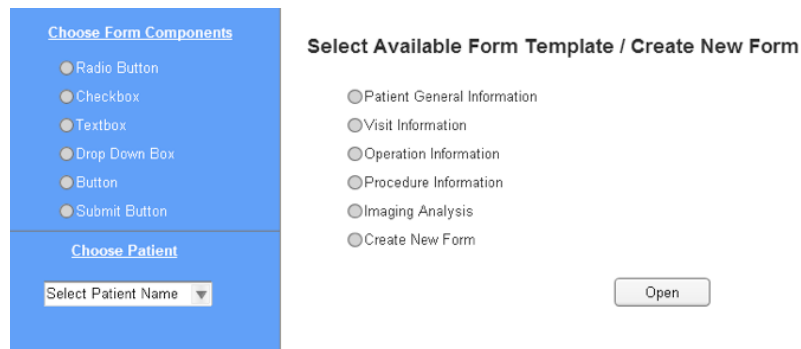 Choose Form Components
Radio Button
Checkbox
Textbox
Drop Down Box
Button
Submit Button
Choose Patient
Select Patient Name
Select Available Form Template / Create New Form
Patient General Information
Visit Information
Operation Information
Procedure Information
Imaging Analysis
Create New Form
Open